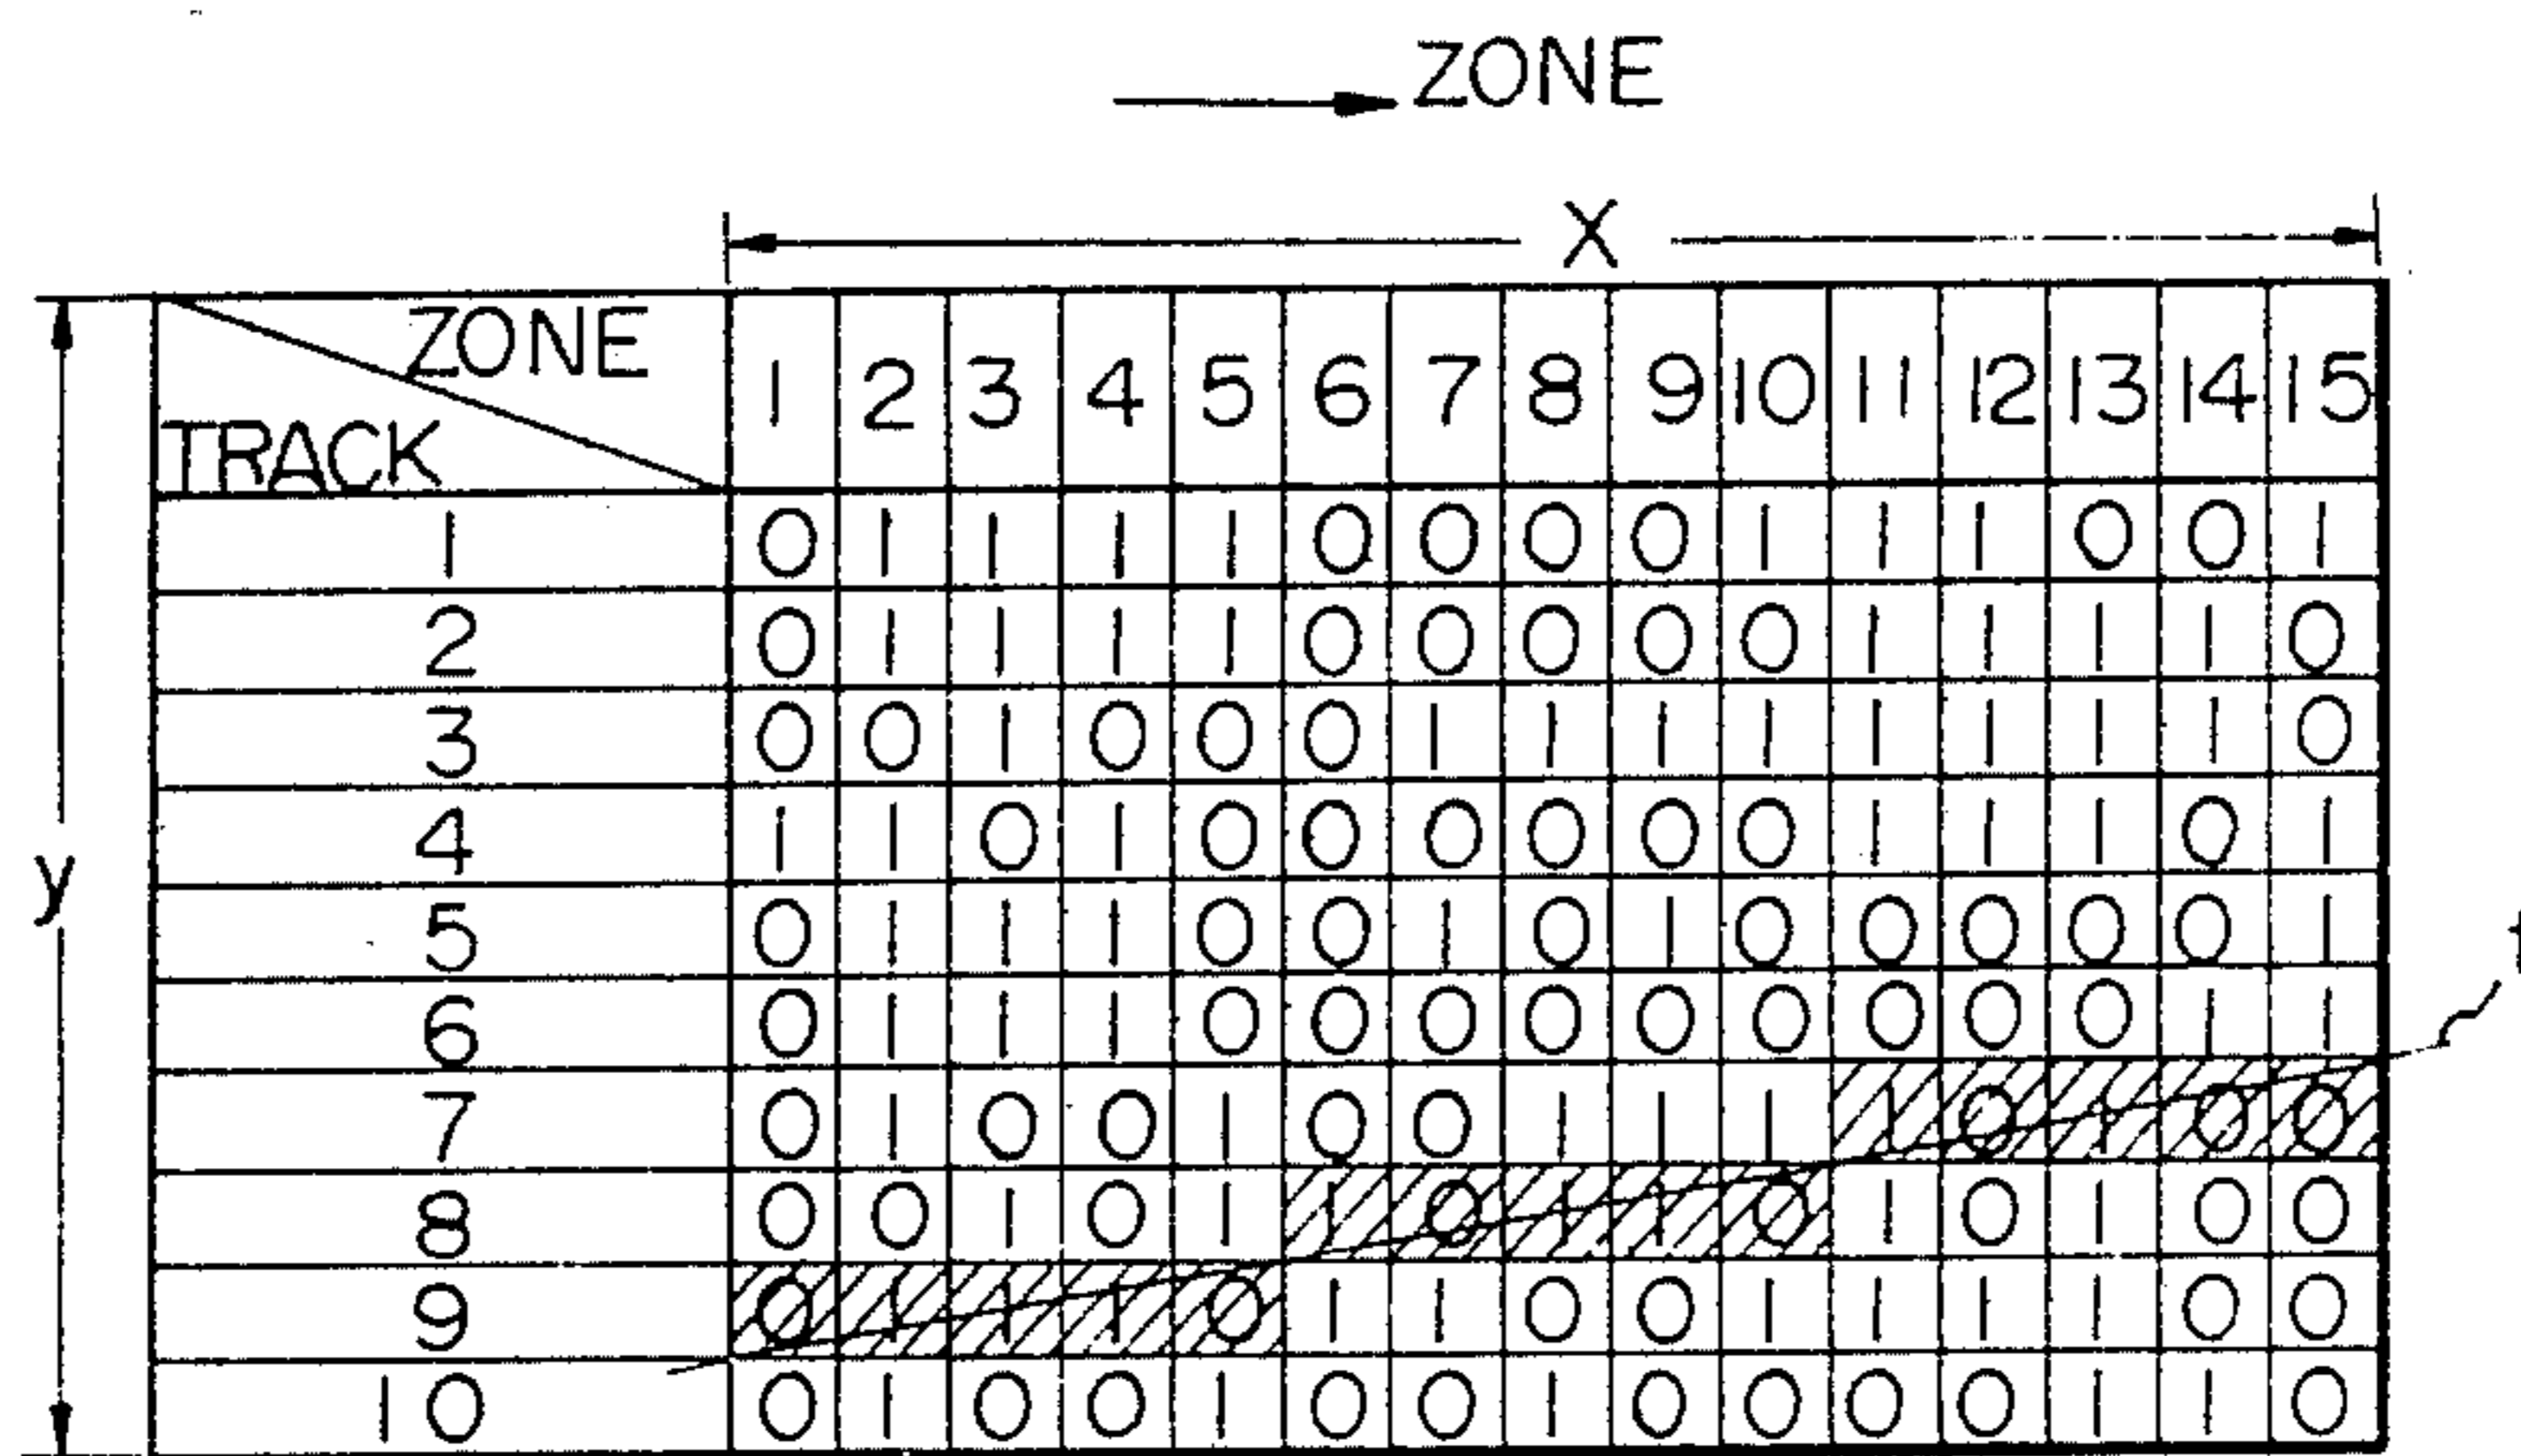 ZONE
X
ZONE 1 2 3 4 5 6 7 8 9 10 11 12 13 14 15
TRACK
1 0 1 1 1 1 0 0 0 0 1 1 1 0 0 1
2 0 1 1 1 1 0 0 0 0 0 1 1 1 1 0
3 0 0 1 0 0 0 1 1 1 1 1 1 1 1 0
4 1 1 0 1 0 0 0 0 0 0 1 1 1 0 1
y
5 0 1 1 1 0 0 1 0 1 0 0 0 0 0 1
6 0 1 1 1 0 0 0 0 0 0 0 0 0 1 1
7 0 1 0 0 1 0 0 1 1 1 1 0 1 0 0
8 0 0 1 0 1 1 0 1 1 0 1 0 1 0 0
9 0 1 1 1 0 1 1 0 0 1 1 1 1 0 0
10 0 1 0 0 1 0 0 1 0 0 0 0 1 1 0